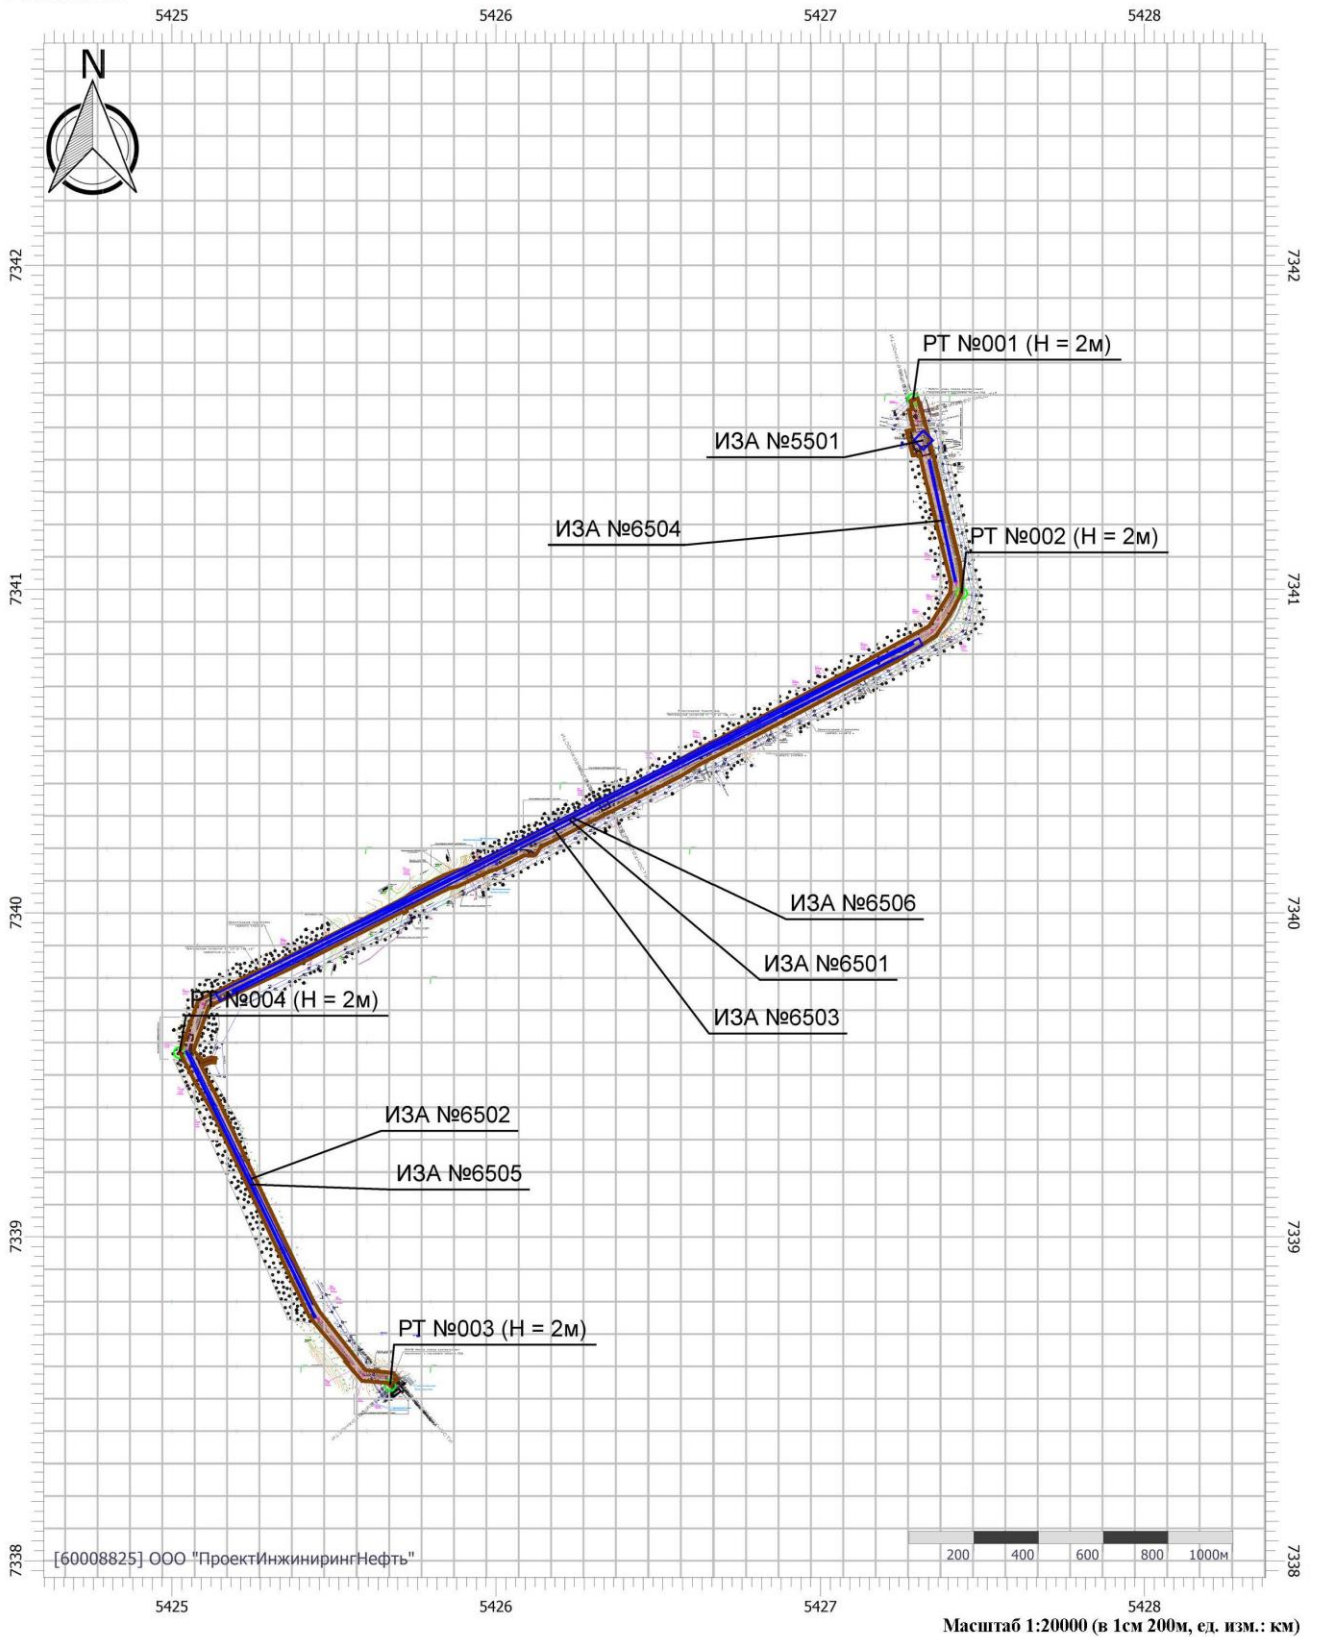 5425
5426
5427
5428
N
7342
7342
РТ №001 (Н = 2м)
ИЗА №5501
ИЗА №6504
РТ №002 (Н = 2м)
7341
7341
ИЗА №6506
7340
7340
ИЗА №6501
РТ №004 (Н = 2м)
ИЗА №6503
ИЗА №6502
ИЗА №6505
7339
7339
РТ №003 (Н = 2м)
7338
7338
[60008825] ООО "ПроектИнжинирингНефть"
200 400 600 800 1000м
5425
5426
5427
5428
Масштаб 1:20000 (в 1см 200м, ед. изм.: км)